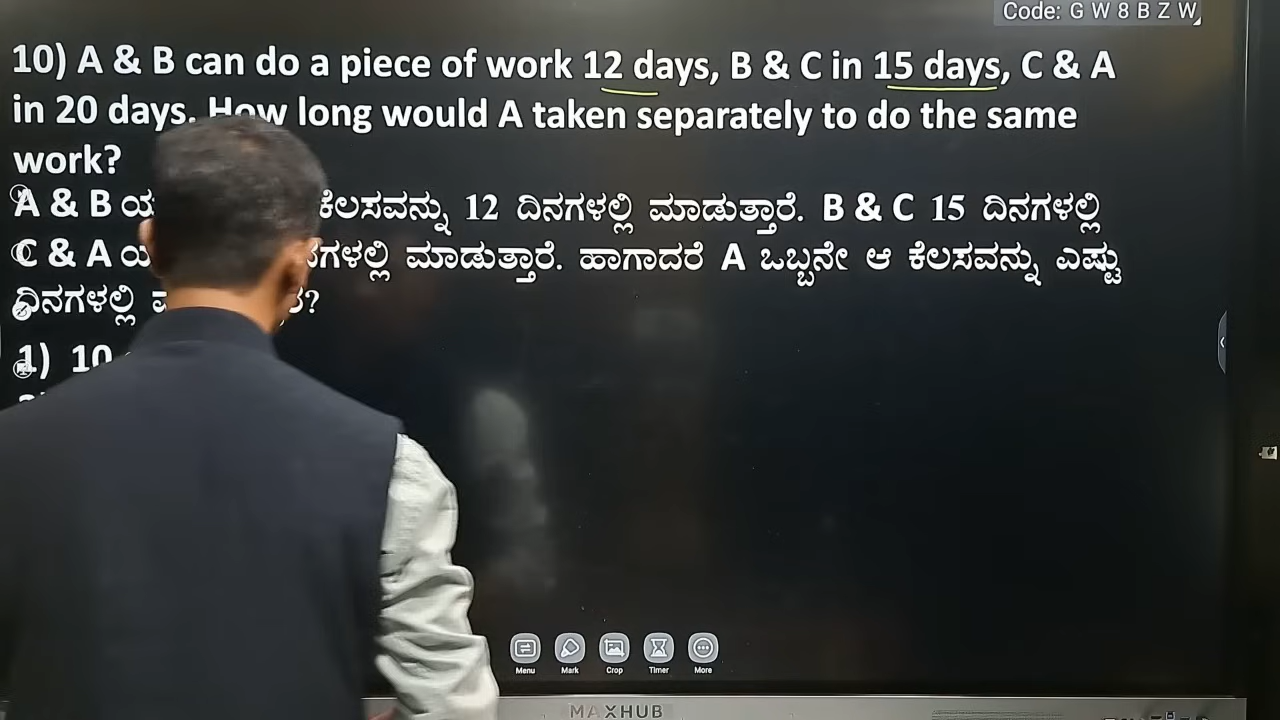 Code: G W 8 B Z W
10) A & B can do a piece of work 12 days, B & C in 15 days, C & A
in 20 days. How long would A taken separately to do the same
work?
A & B ಕೆಲಸವನ್ನು 12 ದಿನಗಳಲ್ಲಿ ಮಾಡುತ್ತಾರೆ. B & C 15 ದಿನಗಳಲ್ಲಿ
C & A ಮಾಡುತ್ತಾರೆ. ಹಾಗಾದರೆ A ಒಬ್ಬನೇ ಆ ಕೆಲಸವನ್ನು ಎಷ್ಟು
ದಿನಗಳಲ್ಲಿ
1) 10
Menu Mark Crop Timer More
MAXHUB